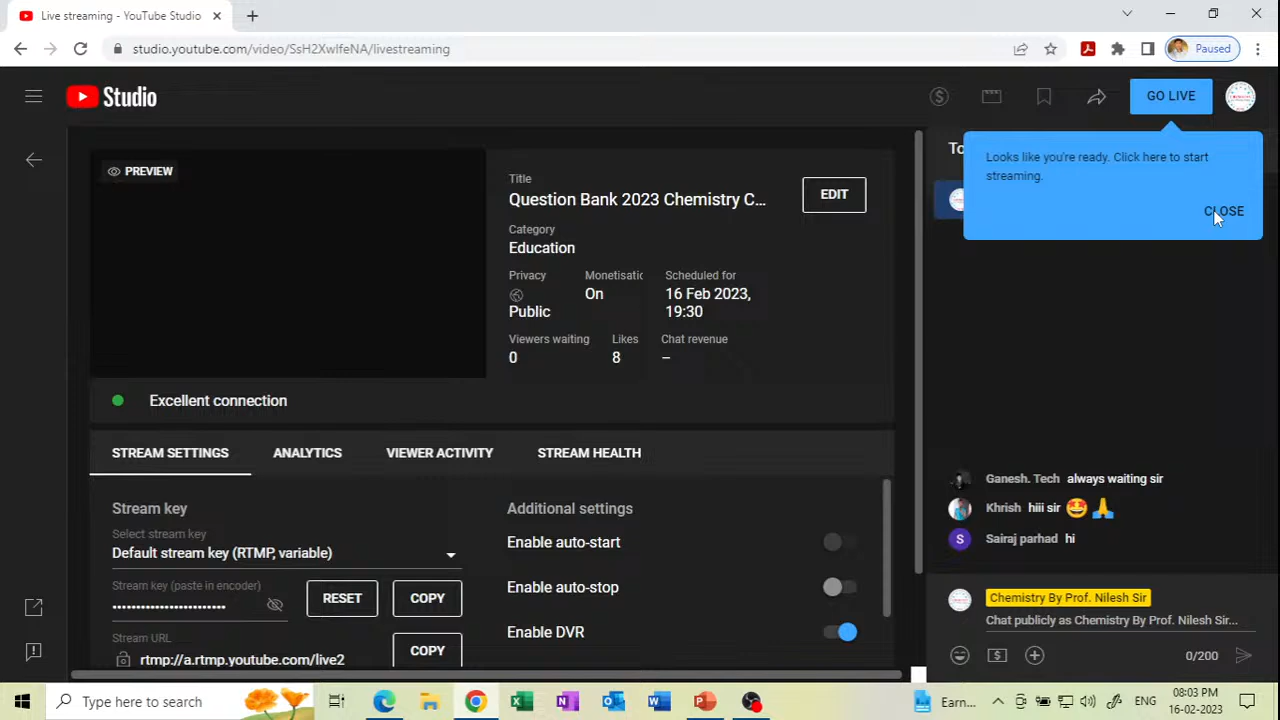 Live streaming - YouTube Studio
studio.youtube.com/video/SsH2XwIfeNA/livestreaming
Paused
Studio
GO LIVE
Looks like you're ready. Click here to start
streaming.
CLOSE
To
PREVIEW
Title
Question Bank 2023 Chemistry C...
EDIT
Category
Education
Privacy
Monetisatic
Scheduled for
Public
On
16 Feb 2023,
19:30
Viewers waiting
Likes
Chat revenue
0
8
–
Excellent connection
STREAM SETTINGS
ANALYTICS
VIEWER ACTIVITY
STREAM HEALTH
Stream key
Select stream key
Default stream key (RTMP, variable)
Stream key (paste in encoder)
•••••••••••••••••••••••• 
RESET
COPY
Stream URL
rtmp://a.rtmp.youtube.com/live2
COPY
Additional settings
Enable auto-start
Enable auto-stop
Enable DVR
Ganesh. Tech always waiting sir
Khrish hiii sir 🤩 🙏
S Sairaj parhad hi
Chemistry By Prof. Nilesh Sir
Chat publicly as Chemistry By Prof. Nilesh Sir...
0/200
Type here to search
Earn...
ENG
08:03 PM
16-02-2023